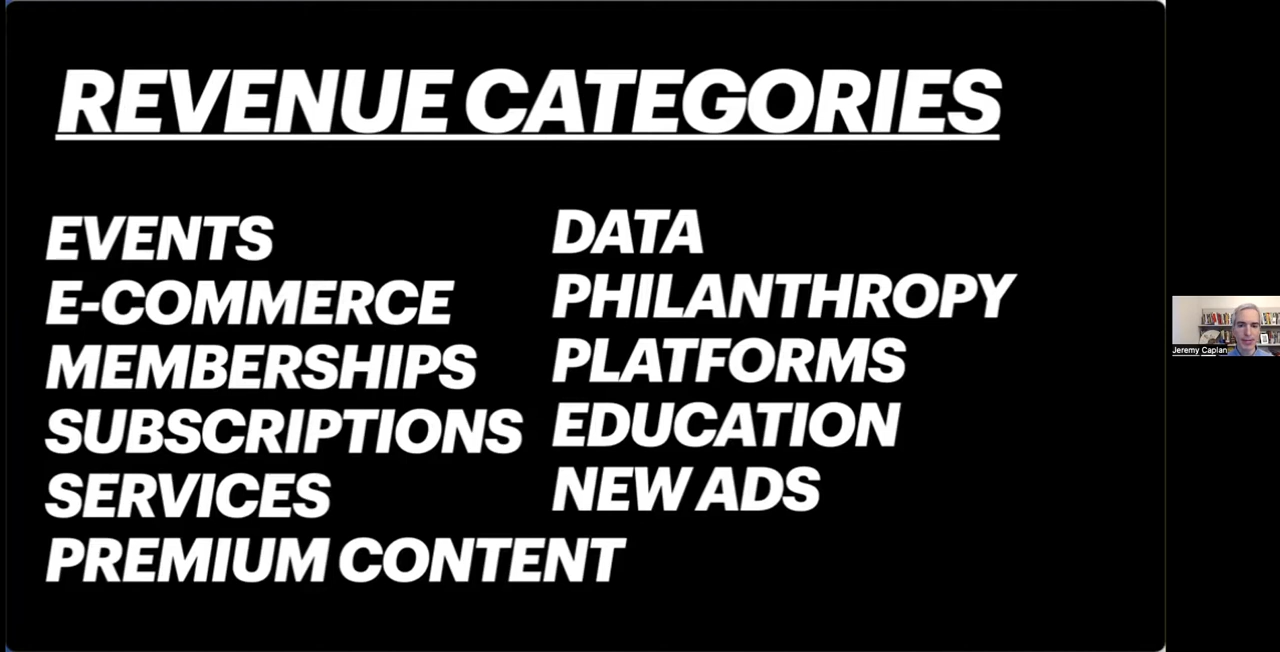 REVENUE CATEGORIES
EVENTS
E-COMMERCE
MEMBERSHIPS
SUBSCRIPTIONS
SERVICES
PREMIUM CONTENT
DATA
PHILANTHROPY
PLATFORMS
EDUCATION
NEW ADS
Jeremy Caplan